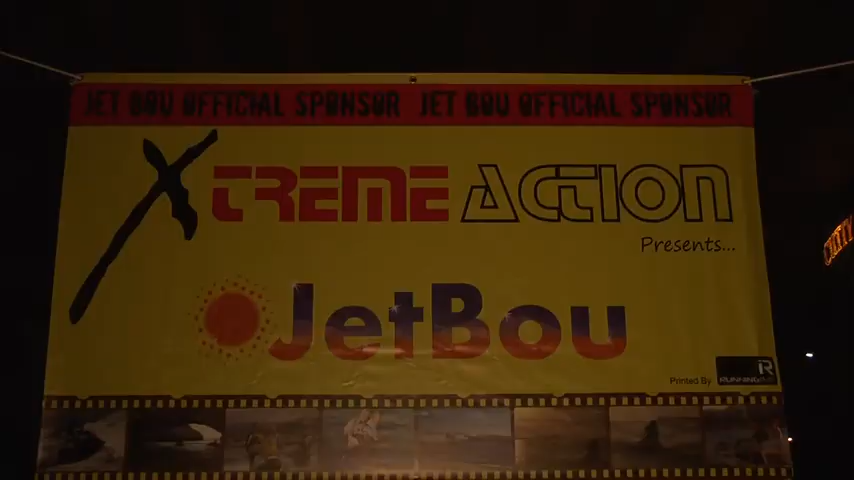 JET BOU OFFICIAL SPONSOR JET BOU OFFICIAL SPONSOR
XTREME ACTION
Presents...
JetBou
Printed By